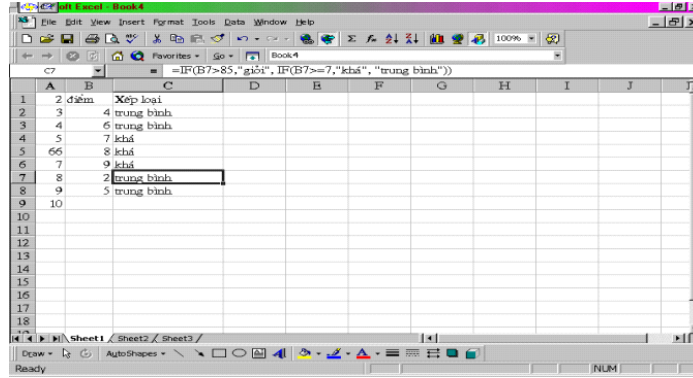 oft Excel - Book4
File Edit View Insert Format Tools Data Window Help
100%
Favorites Go Book4
C7 = =IF(B7>85,"giỏi", IF(B7>=7,"khá", "trung bình"))
A B C D E F G H I J
1 2 điểm Xếp loại
2 3 4 trung bình
3 4 6 trung bình
4 5 7 khá
5 66 8 khá
6 7 9 khá
7 8 2 trung bình
8 9 5 trung bình
9 10
10
11
12
13
14
15
16
17
18
Sheet1 Sheet2 Sheet3
Draw AutoShapes
Ready NUM